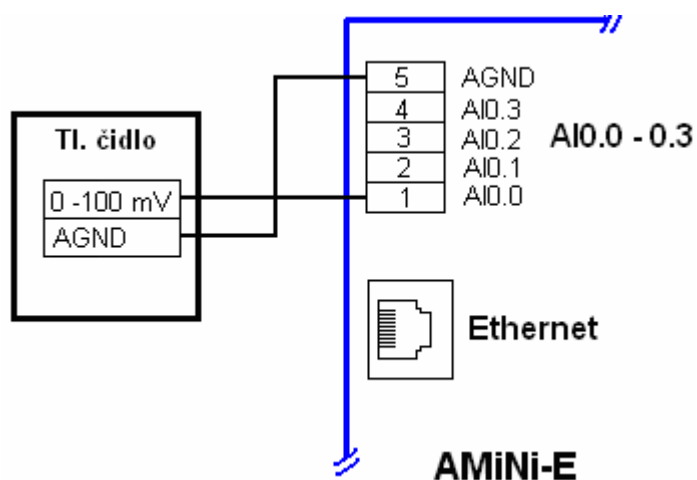 Tl. čidlo
0 -100 mV
AGND
5 AGND
4 AI0.3
3 AI0.2
2 AI0.1
1 AI0.0
AI0.0 - 0.3
Ethernet
AMiNi-E